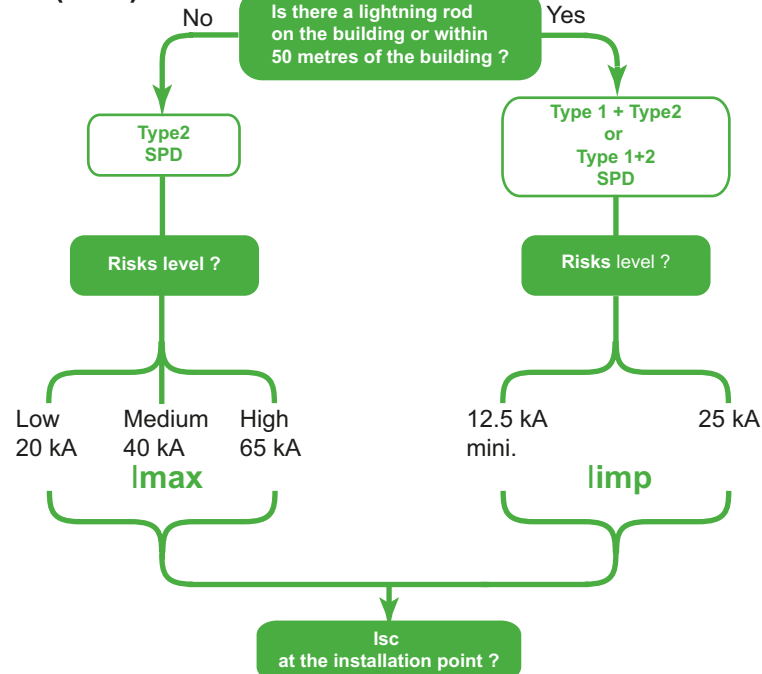 Is there a lightning rod
on the building or within
50 metres of the building ?
No
Yes
Type2
SPD
Type 1 + Type2
or
Type 1+2
SPD
Risks level ?
Risks level ?
Low
20 kA
Medium
40 kA
High
65 kA
Imax
12.5 kA
mini.
25 kA
Iimp
Isc
at the installation point ?